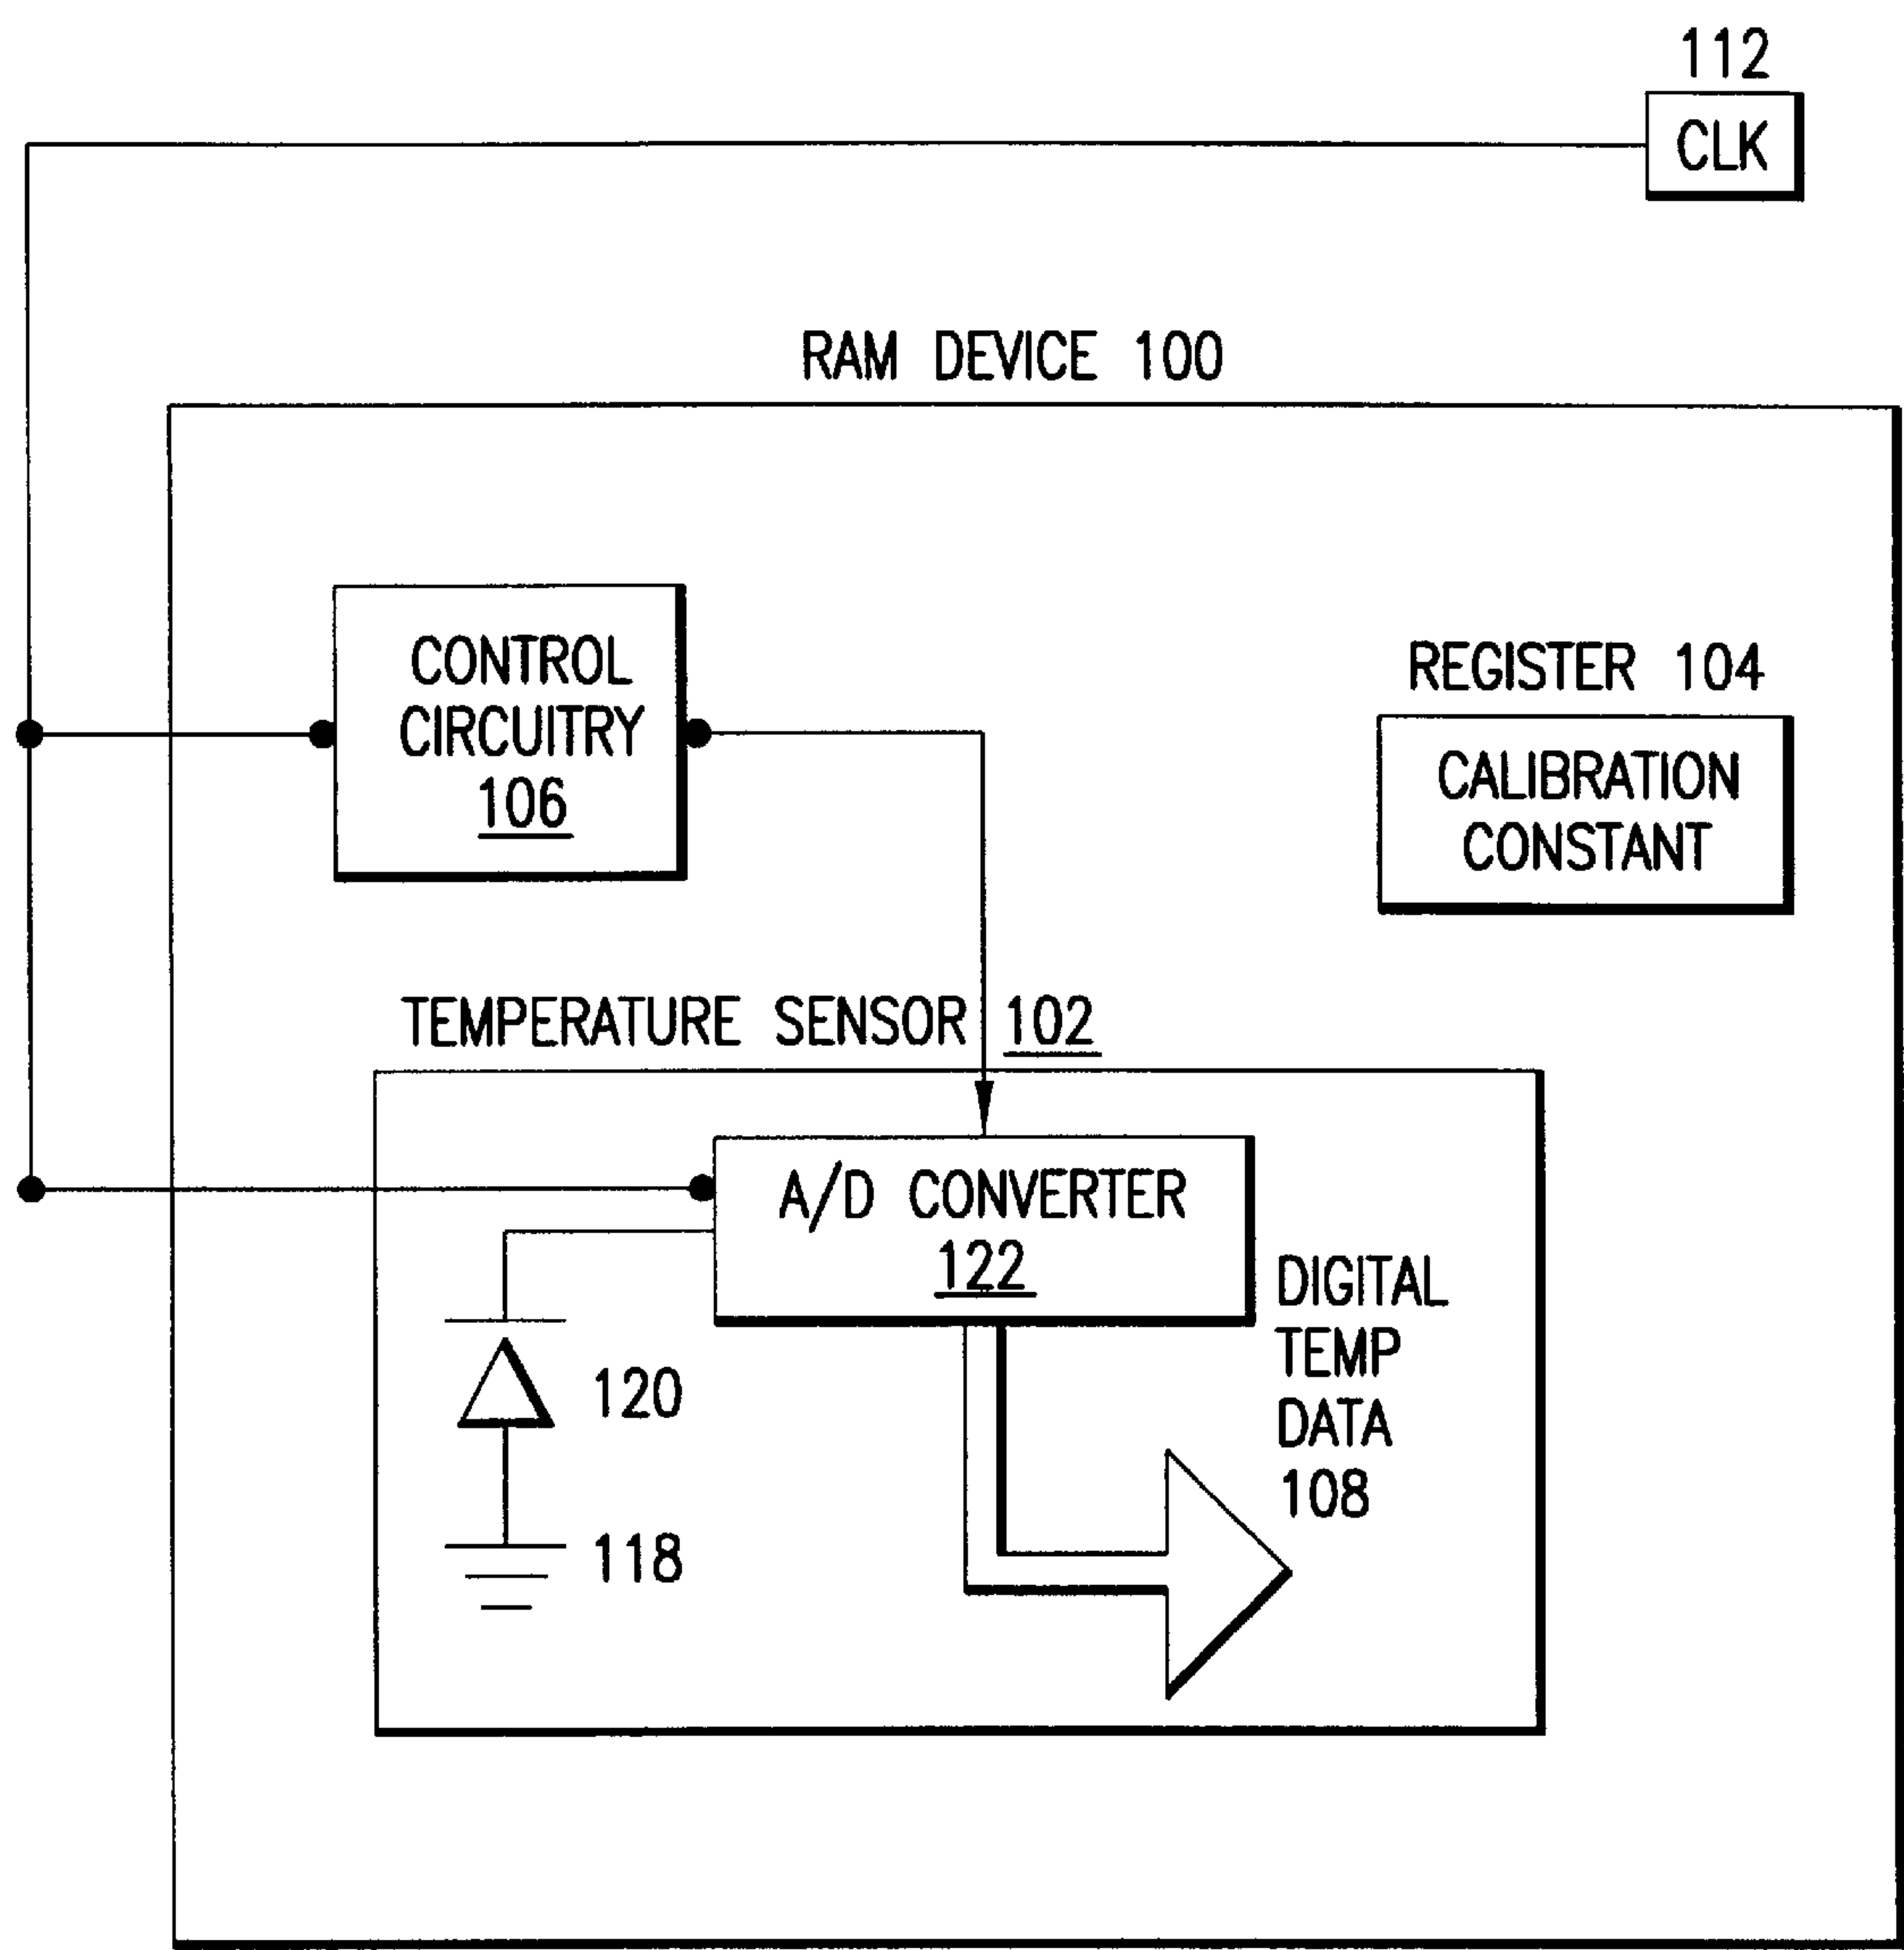 112
CLK
RAM DEVICE 100
CONTROL
CIRCUITRY
106
REGISTER 104
CALIBRATION
CONSTANT
TEMPERATURE SENSOR 102
A/D CONVERTER
122
DIGITAL
TEMP
DATA
108
120
118